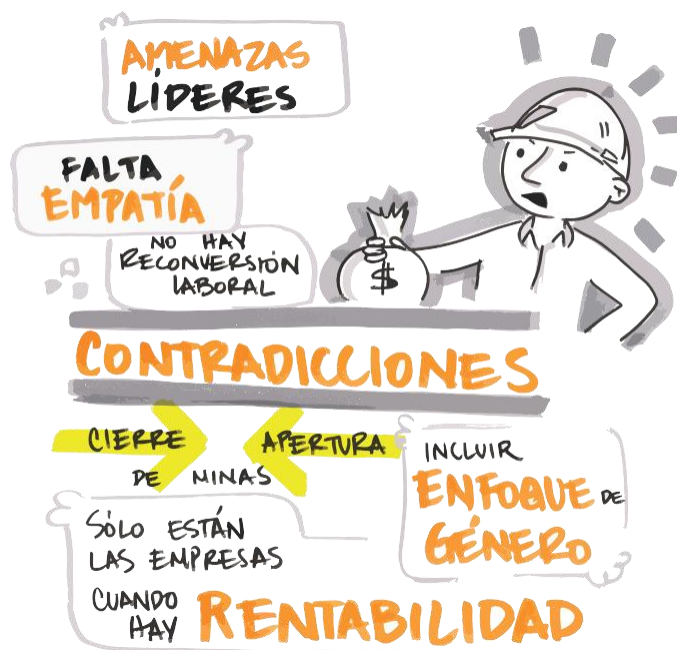 AMENAZAS
LÍDERES
FALTA
EMPATÍA
NO HAY
RECONVERSIÓN
LABORAL
$
CONTRADICCIONES
CIERRE APERTURA
DE MINAS
INCLUIR
ENFOQUE DE
GÉNERO
SÓLO ESTÁN
LAS EMPRESAS
CUANDO
HAY RENTABILIDAD